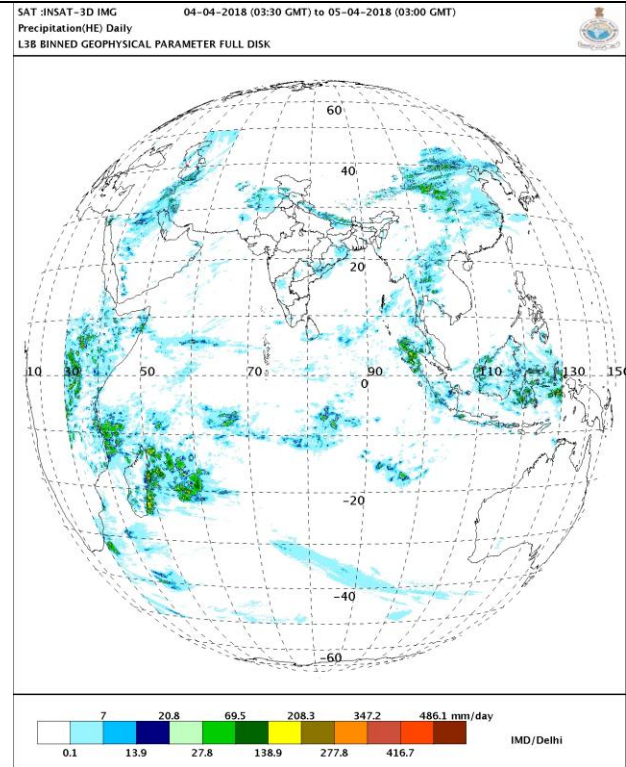 SAT :INSAT-3D IMG 04-04-2018 (03:30 GMT) to 05-04-2018 (03:00 GMT)
Precipitation(HE) Daily
L3B BINNED GEOPHYSICAL PARAMETER FULL DISK
60
40
20
10 30 50 70 90 110 130 150
0
-20
-40
-60
7 20.8 69.5 208.3 347.2 486.1 mm/day
0.1 13.9 27.8 138.9 277.8 416.7
IMD/Delhi